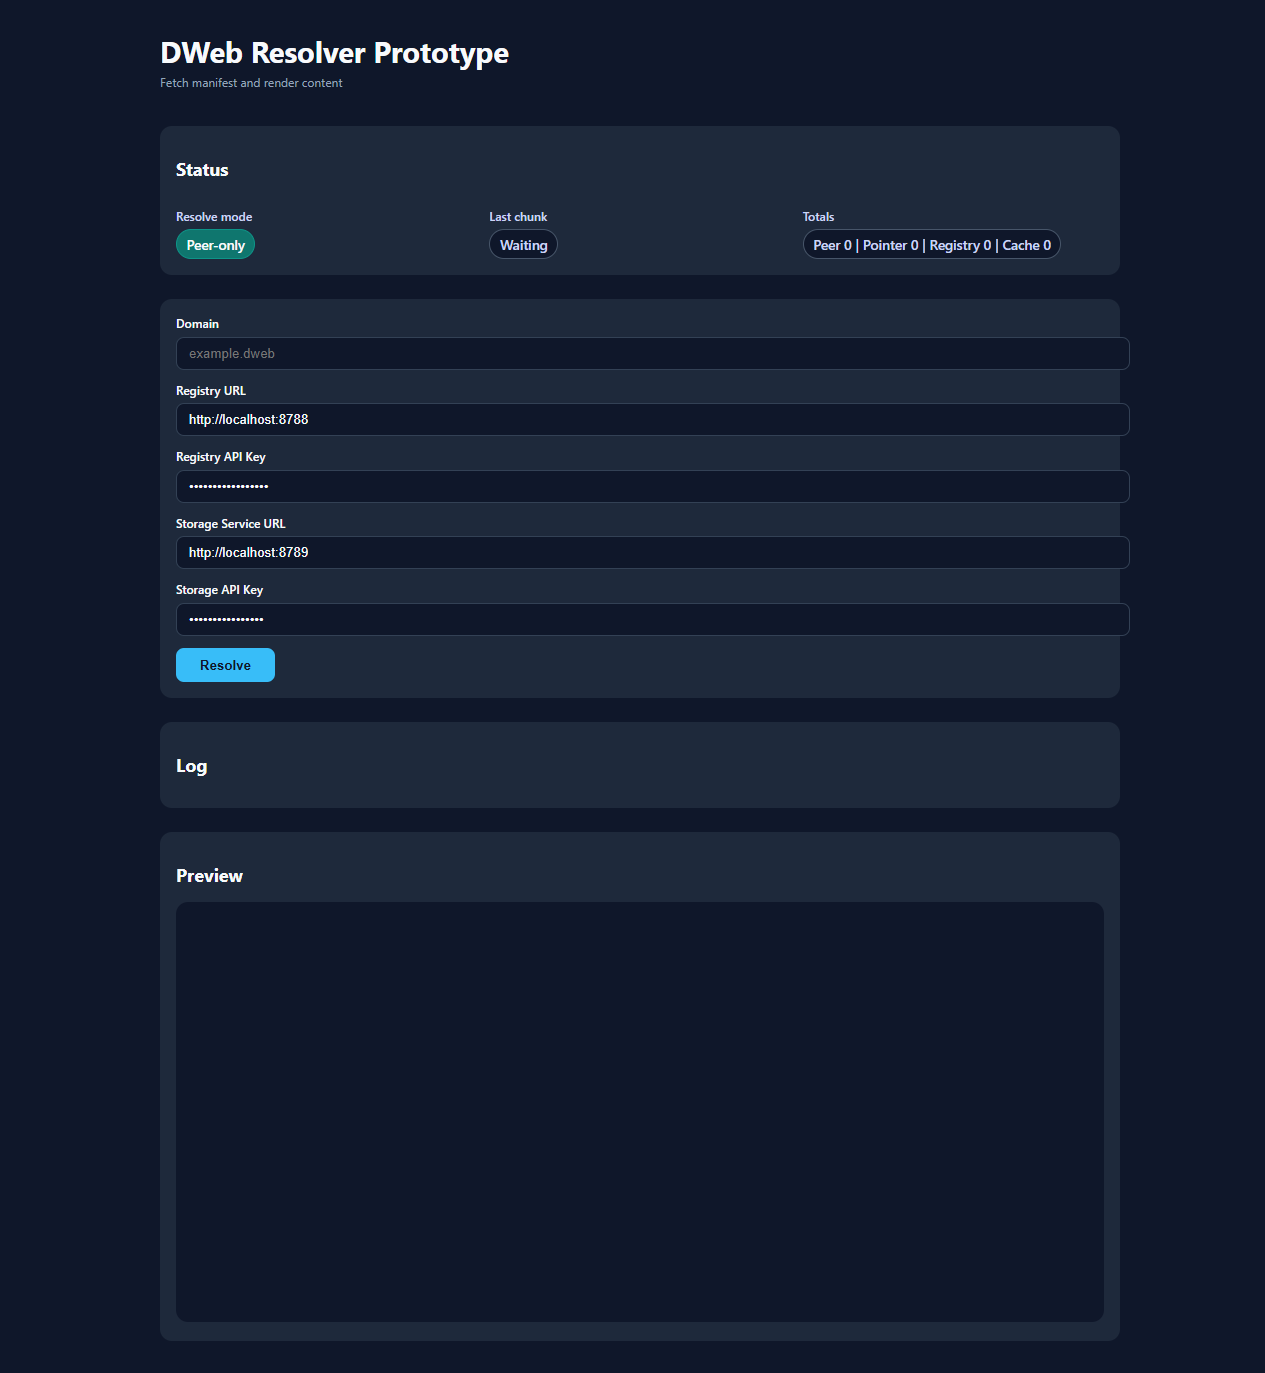 DWeb Resolver Prototype
Fetch manifest and render content
Status
Resolve mode
Last chunk
Totals
Peer-only
Waiting
Peer 0 | Pointer 0 | Registry 0 | Cache 0
Domain
example.dweb
Registry URL
http://localhost:8788
Registry API Key
•••••••••••••••••
Storage Service URL
http://localhost:8789
Storage API Key
••••••••••••••••
Resolve
Log
Preview